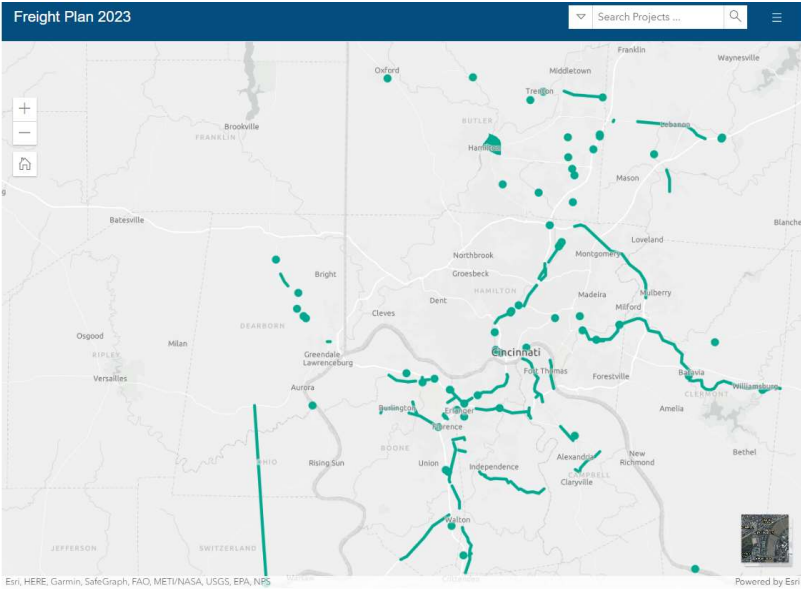 Freight Plan 2023
Search Projects ...
Franklin
Waynesville
Middletown
Oxford
Trenton
Brookville
BUTLER
FRANKLIN
Lebanon
Hamilton
Mason
Batesville
Blanche
Loveland
Northbrook
Montgomery
Bright
Groesbeck
HAMILTON
Madeira
Mulberry
Dent
Milford
Cleves
DEARBORN
Osgood
Milan
RIPLEY
Greendale
Cincinnati
Lawrenceburg
Versailles
Fort Thomas
Forestville
Batavia
Aurora
Williamsburg
CLERMONT
Burlington
Erlanger
Amelia
Florence
BOONE
Bethel
OHIO
Rising Sun
Union
Independence
Alexandria
New
Richmond
CAMPBELL
Claryville
Walton
JEFFERSON
SWITZERLAND
Warsaw
Esri, HERE, Garmin, SafeGraph, FAO, METI/NASA, USGS, EPA, NPS
Powered by Esri